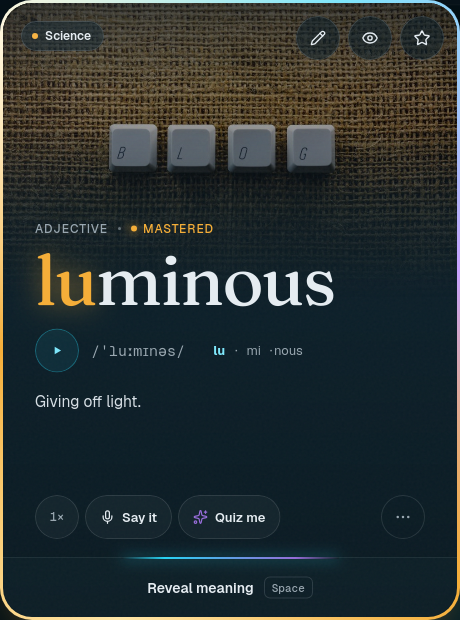 Science
B L O G
ADJECTIVE • MASTERED
luminous
/ˈluːmɪnəs/ lu · mi · nous
Giving off light.
1× Say it Quiz me
Reveal meaning Space